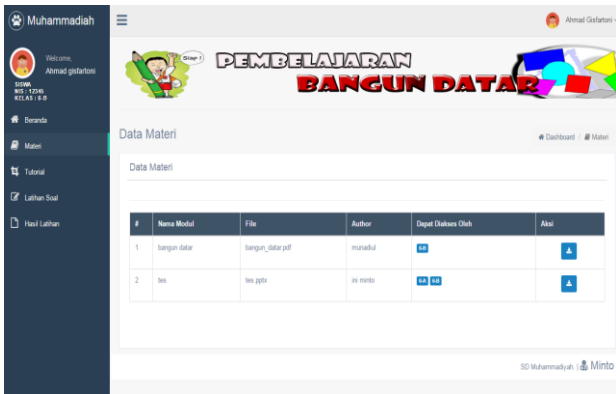 Muhammadiah
Ahmad Gisfartoni
Welcome,
Ahmad gisfartoni
SISWA
NIS : 12345
KELAS : 6-B
Siap !
PEMBELAJARAN
BANGUN DATAR
Beranda
Materi
Tutorial
Latihan Soal
Hasil Latihan
Data Materi
Dashboard / Materi
Data Materi
# Nama Modul File Author Dapat Diakses Oleh Aksi
1 bangun datar bangun_datar.pdf munadiul 6-B
2 tes tes.pptx ini minto 6-A 6-B
SD Muhammadiyah | Minto